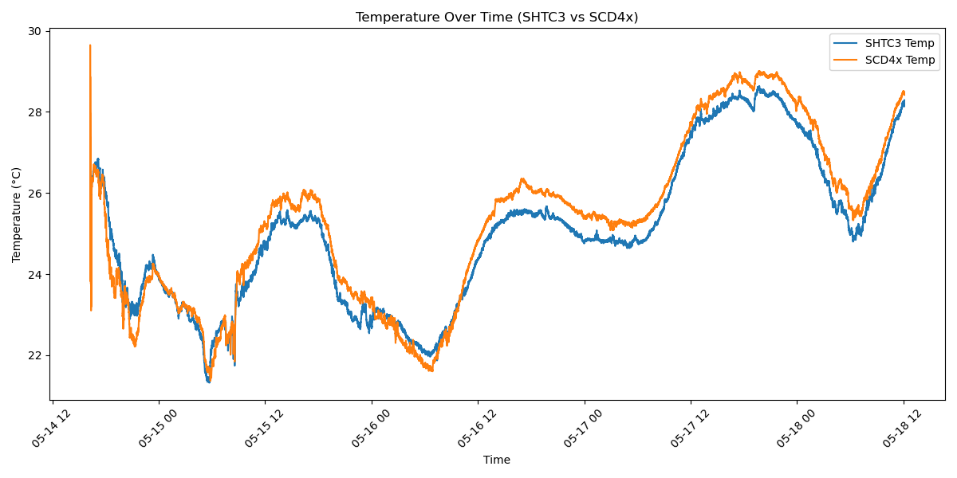 Temperature Over Time (SHTC3 vs SCD4x)
SHTC3 Temp
SCD4x Temp
Temperature (°C)
30
28
26
24
22
05-14 12
05-15 00
05-15 12
05-16 00
05-16 12
05-17 00
05-17 12
05-18 00
05-18 12
Time